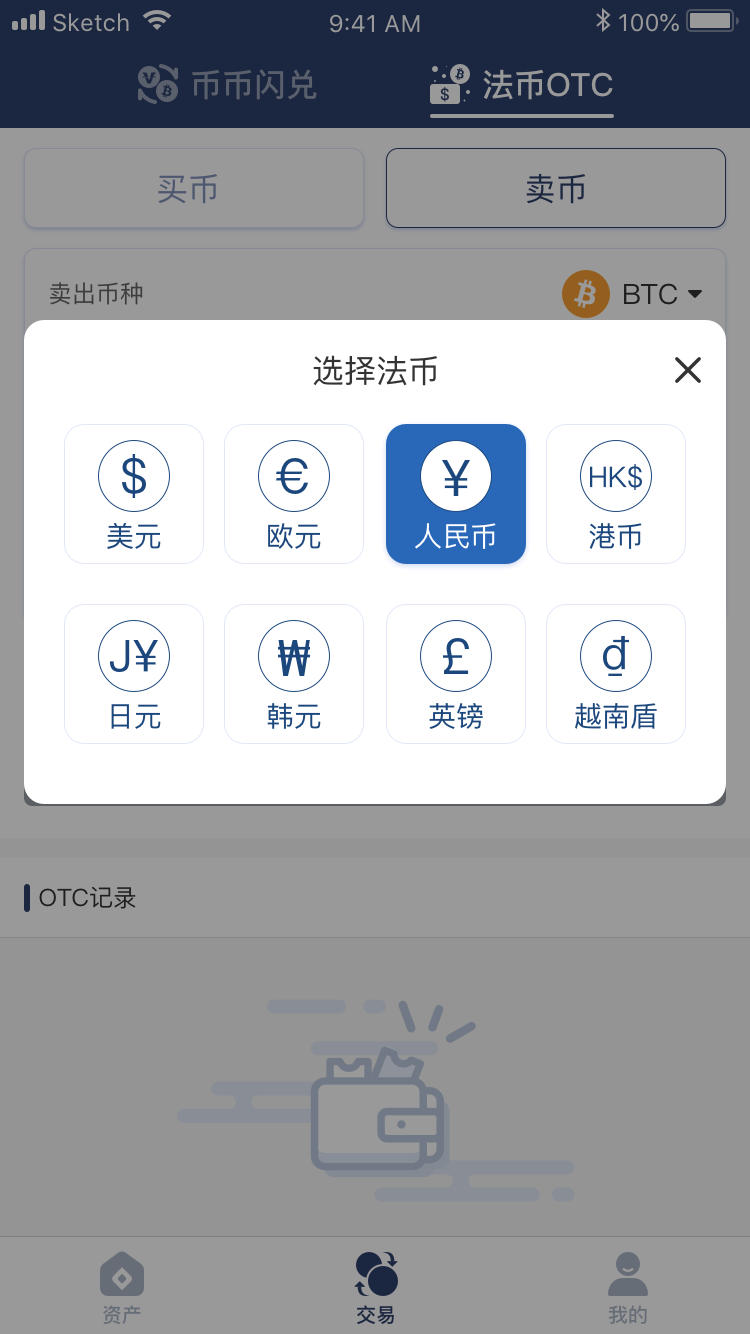 Sketch 9:41 AM 100%
币币闪兑 法币OTC
买币 卖币
卖出币种 BTC
选择法币
$ € ¥ HK$
美元 欧元 人民币 港币
J¥ ₩ £ ₫
日元 韩元 英镑 越南盾
OTC记录
资产 交易 我的